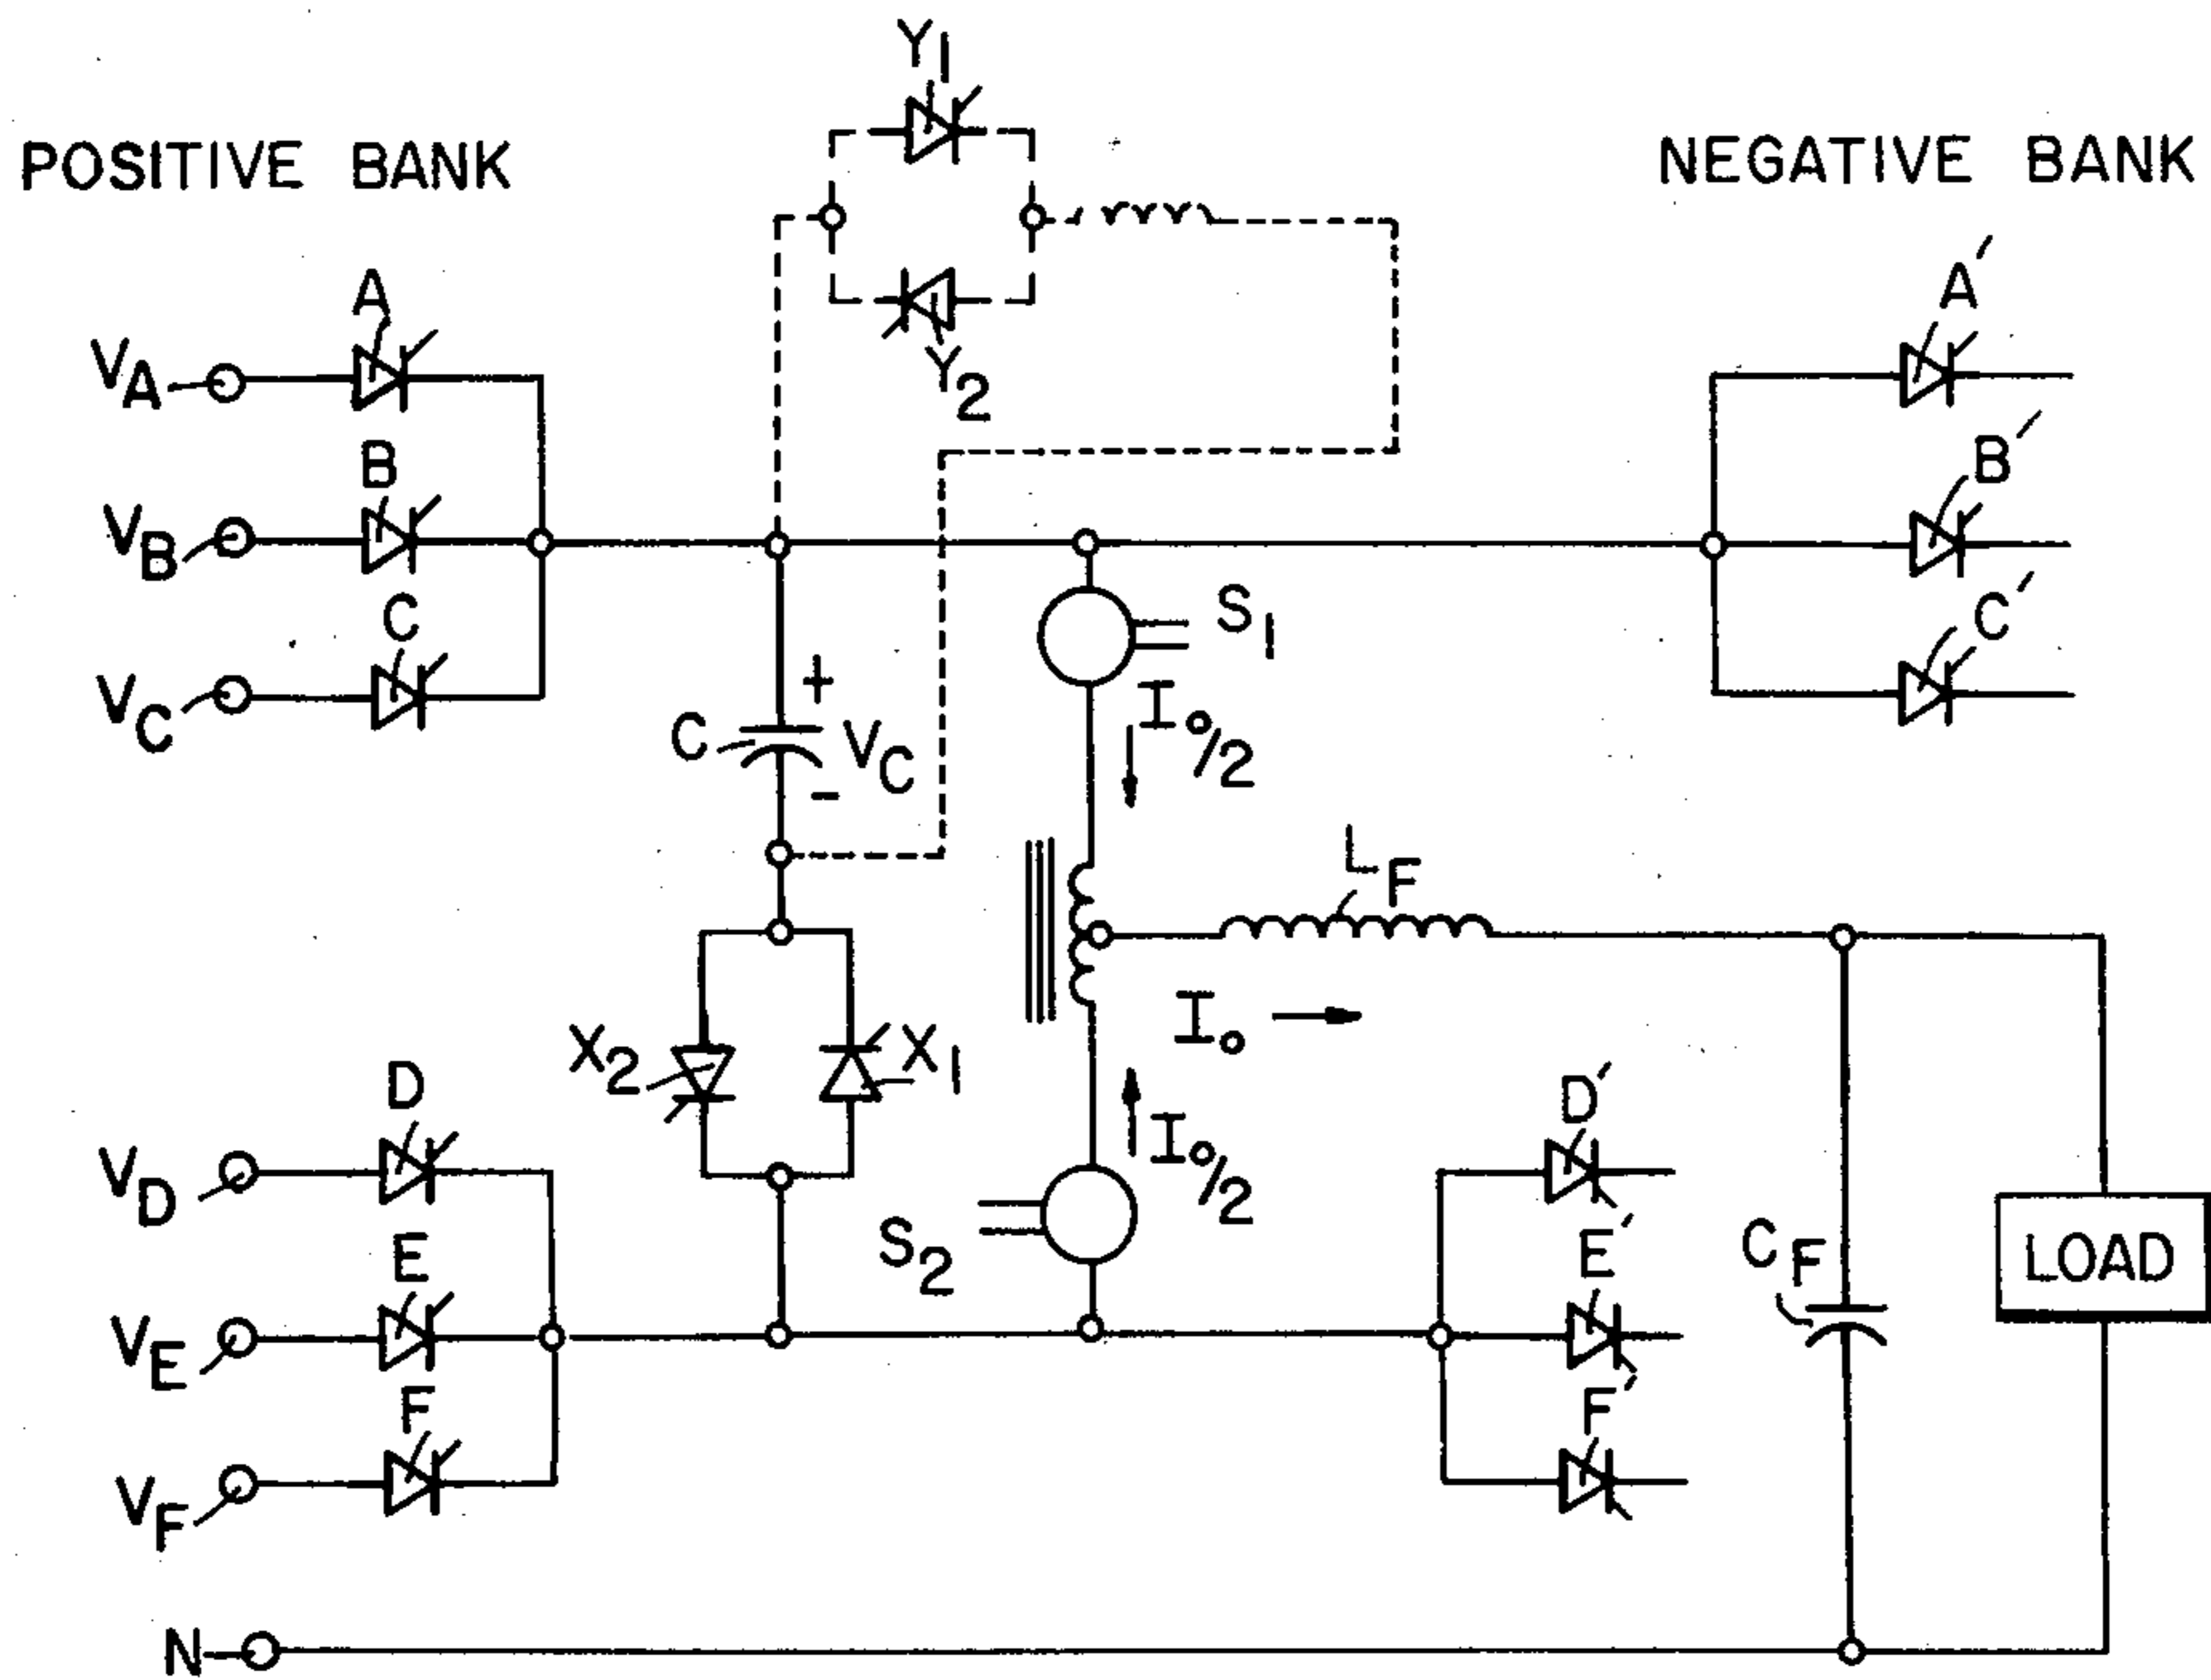 Y1
POSITIVE BANK
NEGATIVE BANK
A
A'
VA
Y2
B
B'
VB
C
C'
S1
VC
+
I0/2
C
VC
-
LF
X2
X1
I0
D
D'
VD
I0/2
S2
E
E'
CF
LOAD
VE
F
F'
VF
N